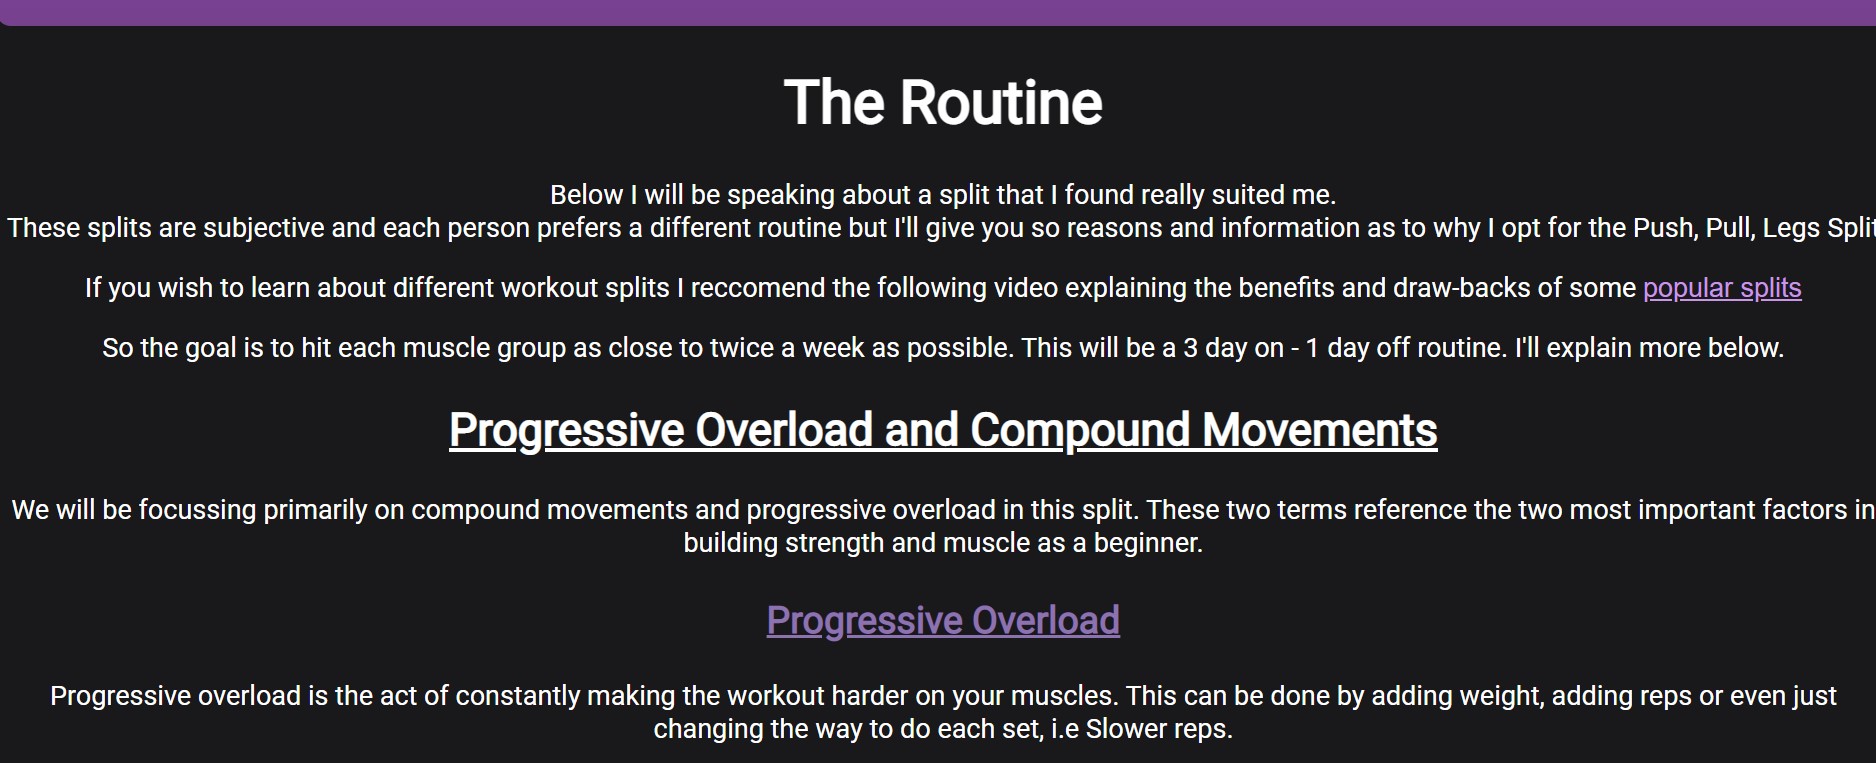 The Routine
Below I will be speaking about a split that I found really suited me.
These splits are subjective and each person prefers a different routine but I'll give you so reasons and information as to why I opt for the Push, Pull, Legs Split
If you wish to learn about different workout splits I reccomend the following video explaining the benefits and draw-backs of some popular splits
So the goal is to hit each muscle group as close to twice a week as possible. This will be a 3 day on - 1 day off routine. I'll explain more below.
Progressive Overload and Compound Movements
We will be focussing primarily on compound movements and progressive overload in this split. These two terms reference the two most important factors in
building strength and muscle as a beginner.
Progressive Overload
Progressive overload is the act of constantly making the workout harder on your muscles. This can be done by adding weight, adding reps or even just
changing the way to do each set, i.e Slower reps.